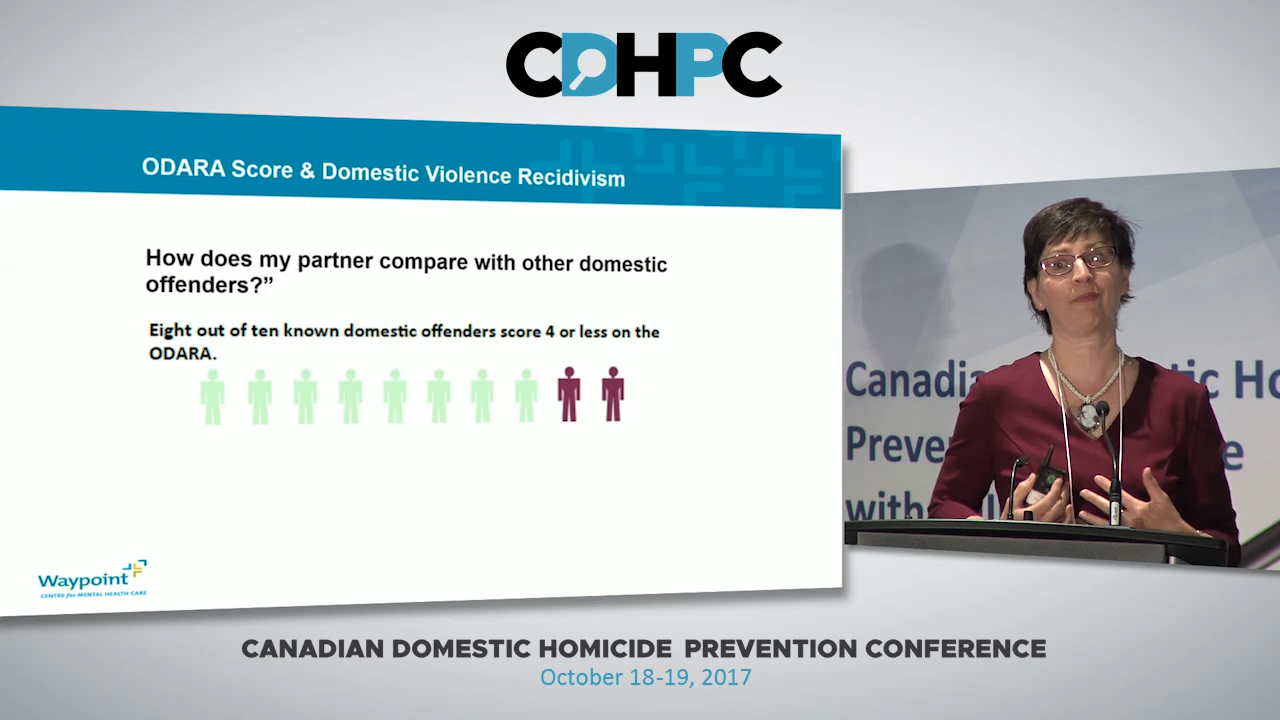 CDHPC
ODARA Score & Domestic Violence Recidivism
How does my partner compare with other domestic
offenders?”
Eight out of ten known domestic offenders score 4 or less on the
ODARA.
Waypoint
CENTRE for MENTAL HEALTH CARE
Preve
with
CANADIAN DOMESTIC HOMICIDE PREVENTION CONFERENCE
October 18-19, 2017